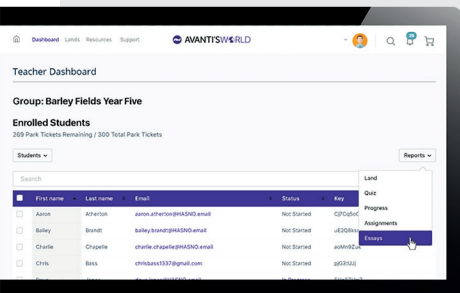 Dashboard Lands Resources Support AVANTI'SWORLD
Teacher Dashboard
Group: Barley Fields Year Five
Enrolled Students
269 Park Tickets Remaining / 300 Total Park Tickets
Students Reports
Search
Land
Quiz
Progress
Assignments
Essays
First name Last name Email Status Key
Aaron Atherton aaron.atherton@HASNO.email Not Started
Bailey Brandt bailey.brandt@HASNO.email Not Started
Charlie Chapelle charlie.chapelle@HASNO.email Not Started
Chris Bass chrisbass1337@gmail.com Not Started